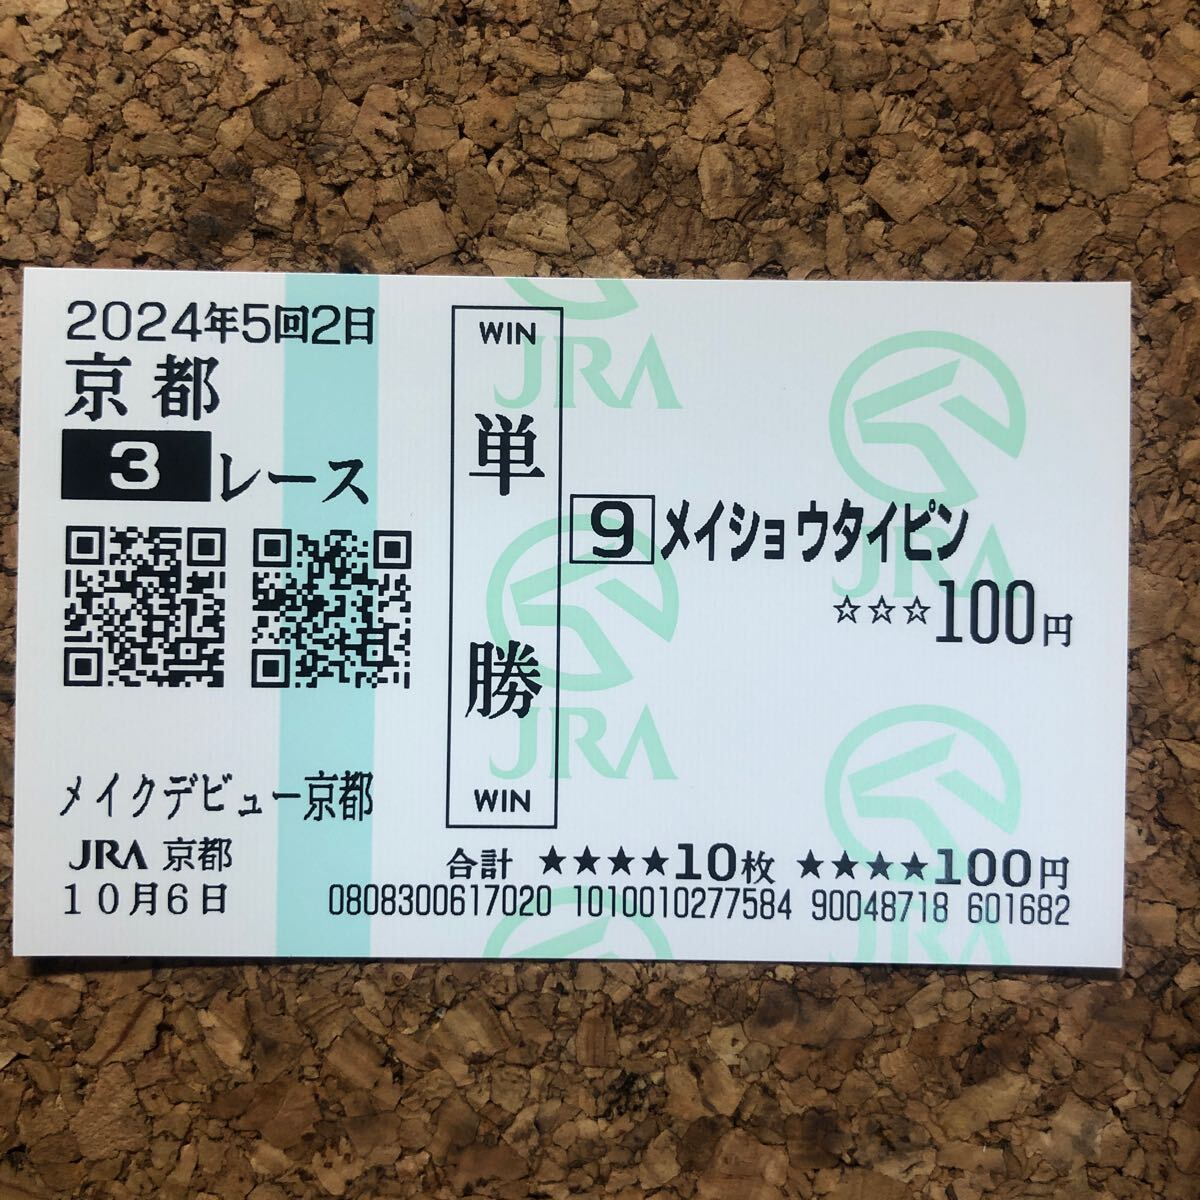 2024年5回2日
京都
3レース
メイクデビュー京都
JRA 京都
10月6日
WIN
単勝
WIN
9 メイショウタイピン
☆☆☆100円
合計 ★★★★10枚 ★★★★100円
0808300617020 1010010277584 90048718 601682
JRA
JRA
JRA
JRA